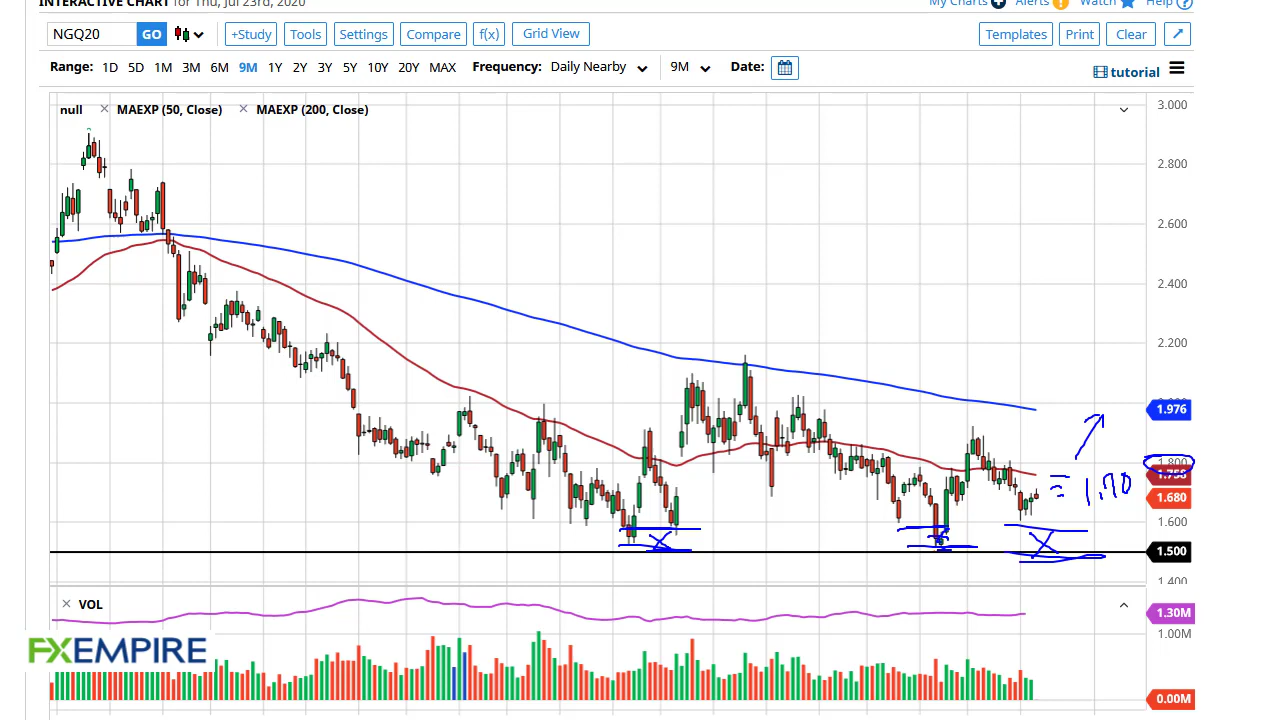 INTERACTIVE CHART for Thu, Jul 23rd, 2020 My Charts Alerts Watch Help
NGQ20 GO +Study Tools Settings Compare f(x) Grid View Templates Print Clear
Range: 1D 5D 1M 3M 6M 9M 1Y 2Y 3Y 5Y 10Y 20Y MAX Frequency: Daily Nearby 9M Date: tutorial
null × MAEXP (50, Close) × MAEXP (200, Close)
3.000
2.800
2.600
2.400
2.200
1.976
1.800
1.680
1.70
1.600
1.500
1.400
× VOL
1.30M
1.00M
FXEMPIRE
0.00M